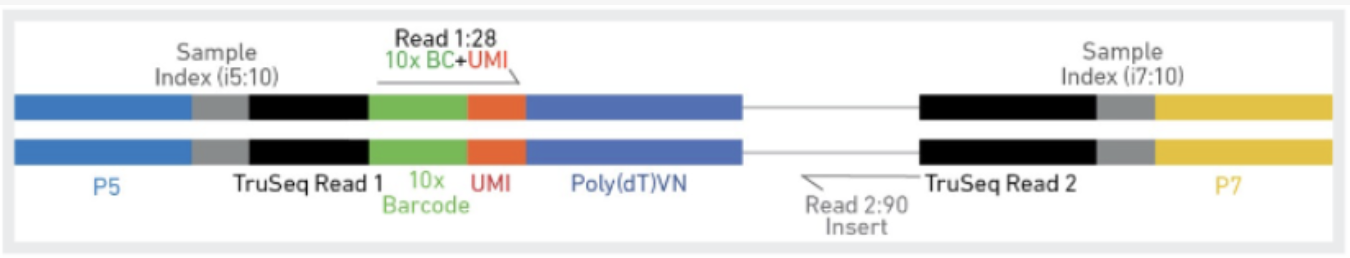 Sample
Index (i5:10)
Read 1:28
10x BC+UMI
Sample
Index (i7:10)
P5
TruSeq Read 1
10x
Barcode
UMI
Poly(dT)VN
Read 2:90
Insert
TruSeq Read 2
P7